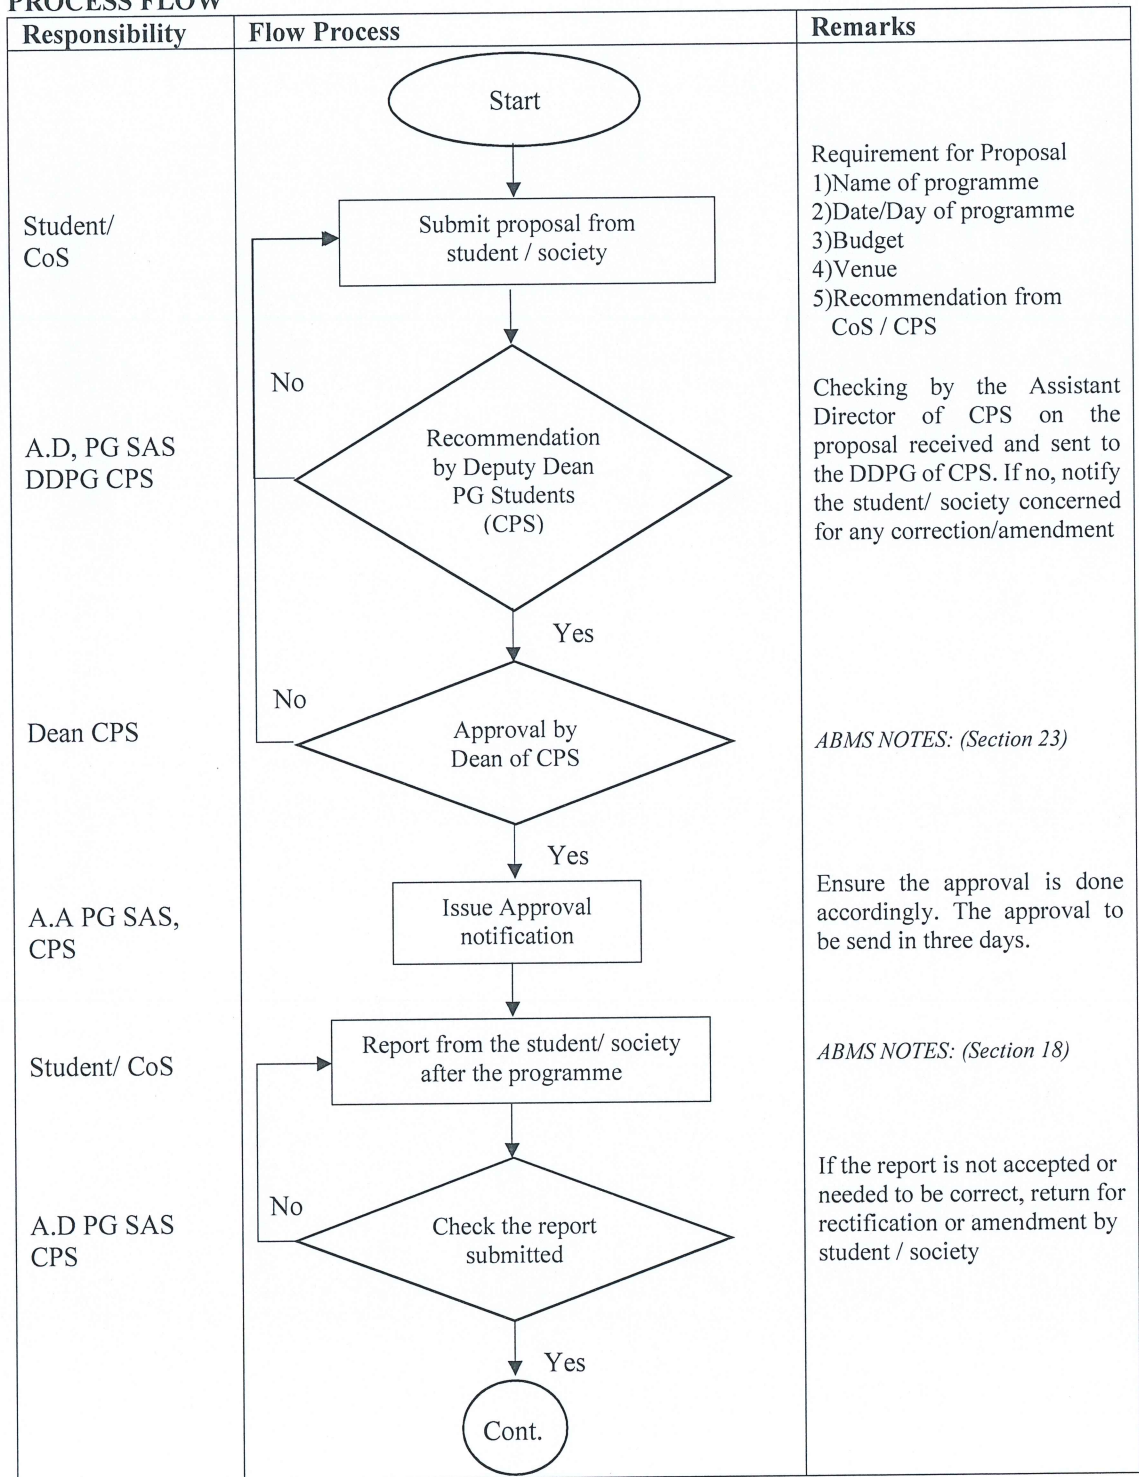 PROCESS FLOW
Responsibility
Flow Process
Remarks
Start
Student/
CoS
Submit proposal from
student / society
Requirement for Proposal
1)Name of programme
2)Date/Day of programme
3)Budget
4)Venue
5)Recommendation from
CoS / CPS
No
A.D, PG SAS
DDPG CPS
Recommendation
by Deputy Dean
PG Students
(CPS)
Checking by the Assistant
Director of CPS on the
proposal received and sent to
the DDPG of CPS. If no, notify
the student/ society concerned
for any correction/amendment
Yes
No
Dean CPS
Approval by
Dean of CPS
ABMS NOTES: (Section 23)
Yes
A.A PG SAS,
CPS
Issue Approval
notification
Ensure the approval is done
accordingly. The approval to
be send in three days.
Student/ CoS
Report from the student/ society
after the programme
ABMS NOTES: (Section 18)
No
A.D PG SAS
CPS
Check the report
submitted
If the report is not accepted or
needed to be correct, return for
rectification or amendment by
student / society
Yes
Cont.